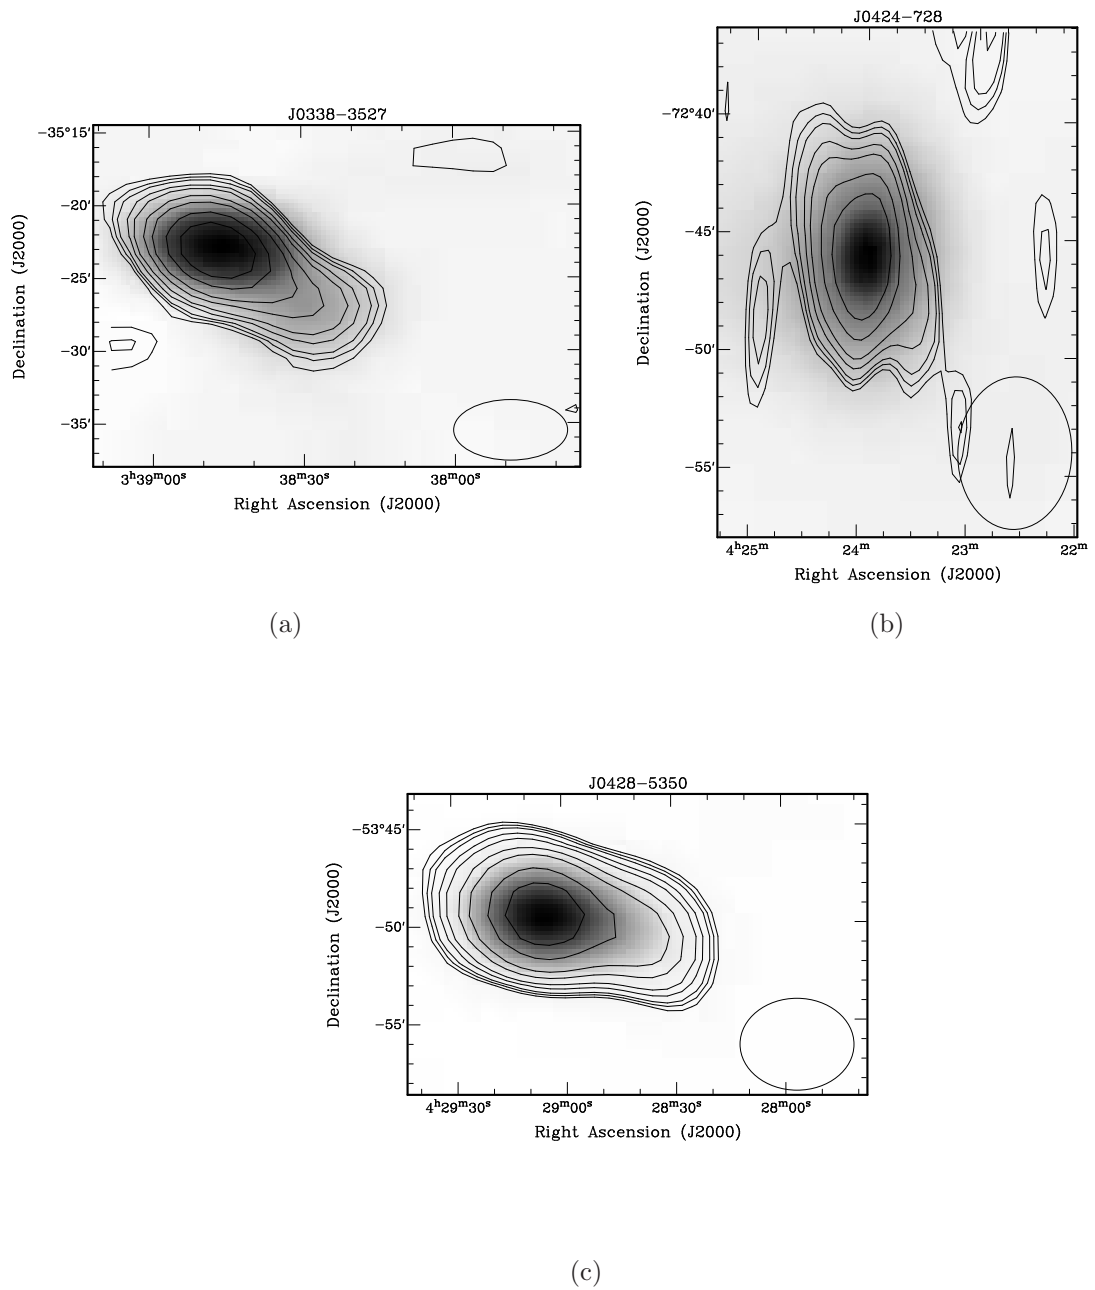 J0338−3527
−35°15′
−20′
−25′
−30′
−35′
Declination (J2000)
3ʰ39ᵐ00ˢ 38ᵐ30ˢ 38ᵐ00ˢ
Right Ascension (J2000)
(a)
J0424−728
−72°40′
−45′
−50′
−55′
Declination (J2000)
4ʰ25ᵐ 24ᵐ 23ᵐ 22ᵐ
Right Ascension (J2000)
(b)
J0428−5350
−53°45′
−50′
−55′
Declination (J2000)
4ʰ29ᵐ30ˢ 29ᵐ00ˢ 28ᵐ30ˢ 28ᵐ00ˢ
Right Ascension (J2000)
(c)